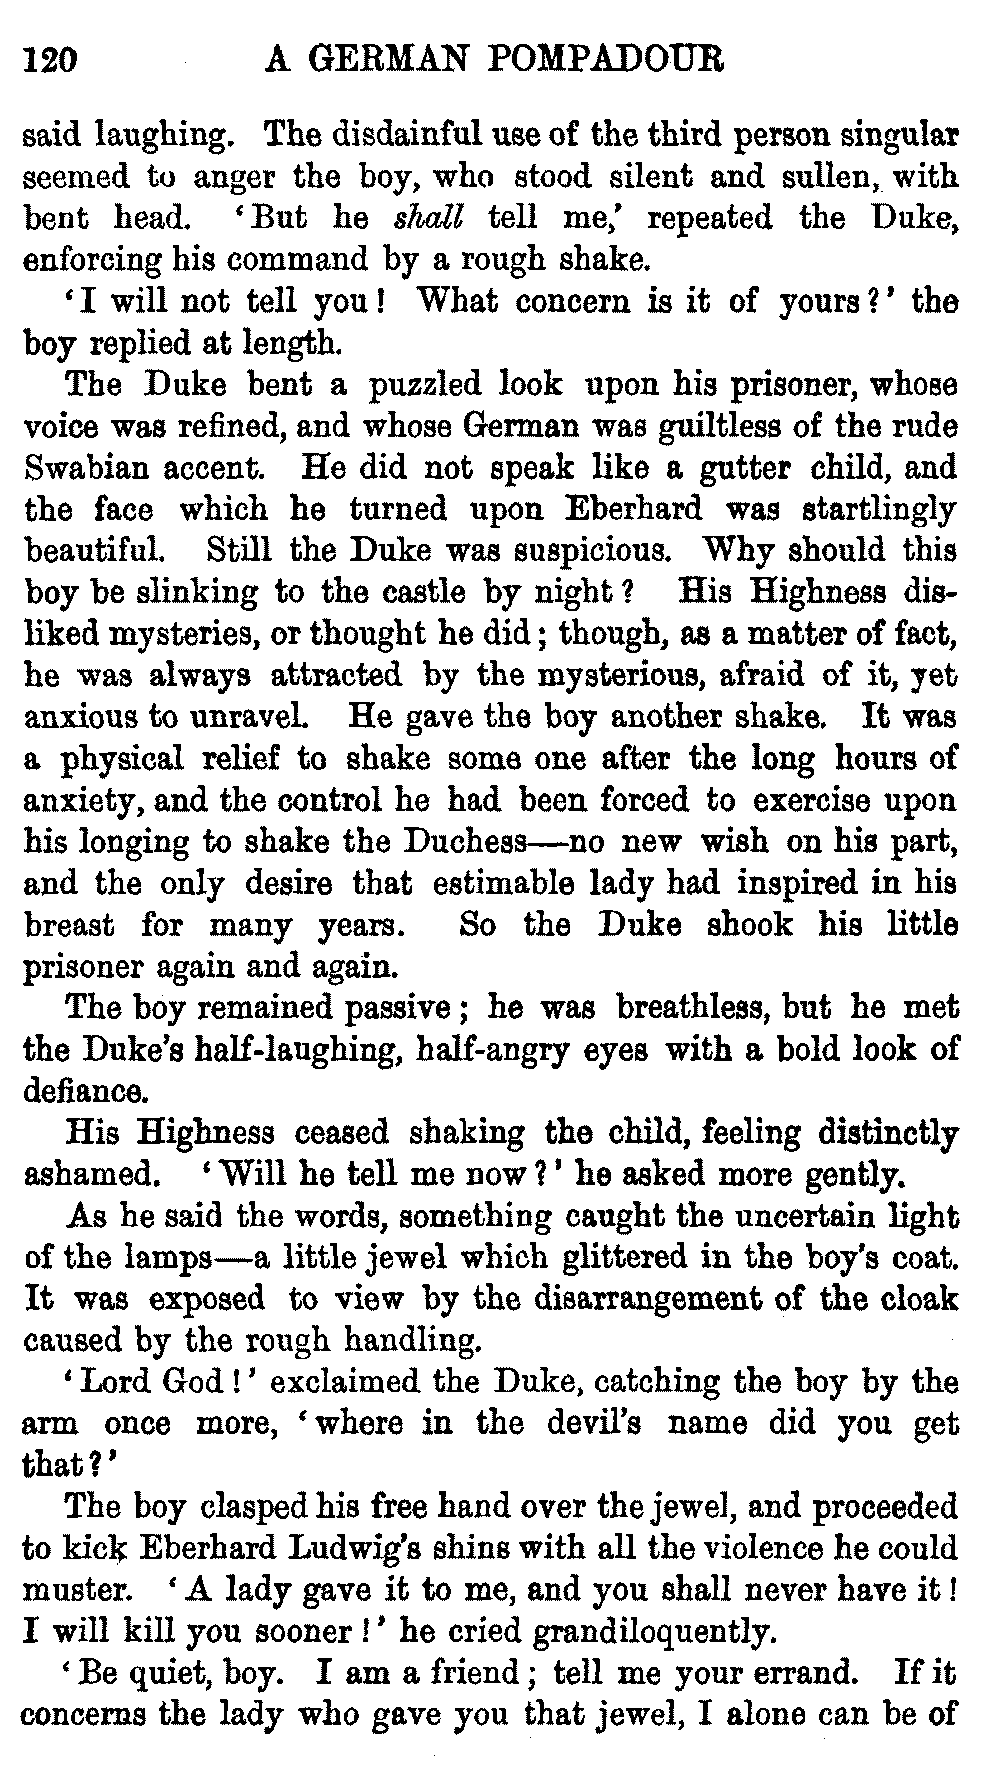 120 A GERMAN POMPADOUR
said laughing. The disdainful use of the third person singular
seemed to anger the boy, who stood silent and sullen, with
bent head. ‘But he shall tell me,’ repeated the Duke,
enforcing his command by a rough shake.
‘I will not tell you! What concern is it of yours?’ the
boy replied at length.
The Duke bent a puzzled look upon his prisoner, whose
voice was refined, and whose German was guiltless of the rude
Swabian accent. He did not speak like a gutter child, and
the face which he turned upon Eberhard was startlingly
beautiful. Still the Duke was suspicious. Why should this
boy be slinking to the castle by night? His Highness dis-
liked mysteries, or thought he did; though, as a matter of fact,
he was always attracted by the mysterious, afraid of it, yet
anxious to unravel. He gave the boy another shake. It was
a physical relief to shake some one after the long hours of
anxiety, and the control he had been forced to exercise upon
his longing to shake the Duchess—no new wish on his part,
and the only desire that estimable lady had inspired in his
breast for many years. So the Duke shook his little
prisoner again and again.
The boy remained passive; he was breathless, but he met
the Duke's half-laughing, half-angry eyes with a bold look of
defiance.
His Highness ceased shaking the child, feeling distinctly
ashamed. ‘Will he tell me now?’ he asked more gently.
As he said the words, something caught the uncertain light
of the lamps—a little jewel which glittered in the boy's coat.
It was exposed to view by the disarrangement of the cloak
caused by the rough handling.
‘Lord God!’ exclaimed the Duke, catching the boy by the
arm once more, ‘where in the devil's name did you get
that?’
The boy clasped his free hand over the jewel, and proceeded
to kick Eberhard Ludwig's shins with all the violence he could
muster. ‘A lady gave it to me, and you shall never have it!
I will kill you sooner!’ he cried grandiloquently.
‘Be quiet, boy. I am a friend; tell me your errand. If it
concerns the lady who gave you that jewel, I alone can be of